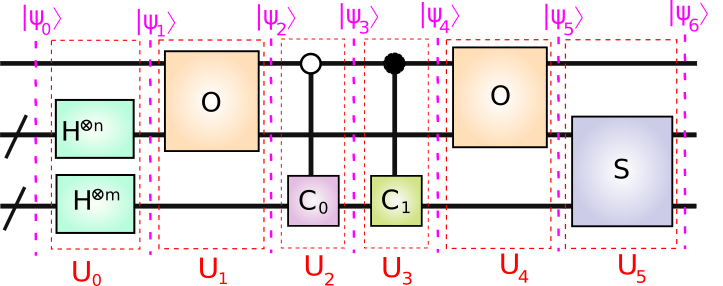 |ψ₀⟩ |ψ₁⟩ |ψ₂⟩ |ψ₃⟩ |ψ₄⟩ |ψ₅⟩ |ψ₆⟩
O O
H⊗n
S
H⊗m C₀ C₁
U₀ U₁ U₂ U₃ U₄ U₅